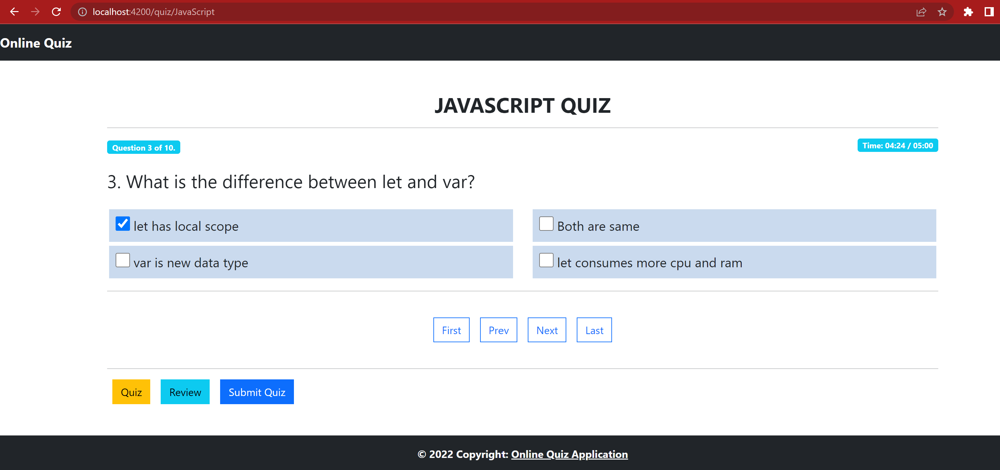 localhost:4200/quiz/JavaScript
Online Quiz
JAVASCRIPT QUIZ
Question 3 of 10.
Time: 04:24 / 05:00
3. What is the difference between let and var?
let has local scope
Both are same
var is new data type
let consumes more cpu and ram
First Prev Next Last
Quiz Review Submit Quiz
© 2022 Copyright: Online Quiz Application